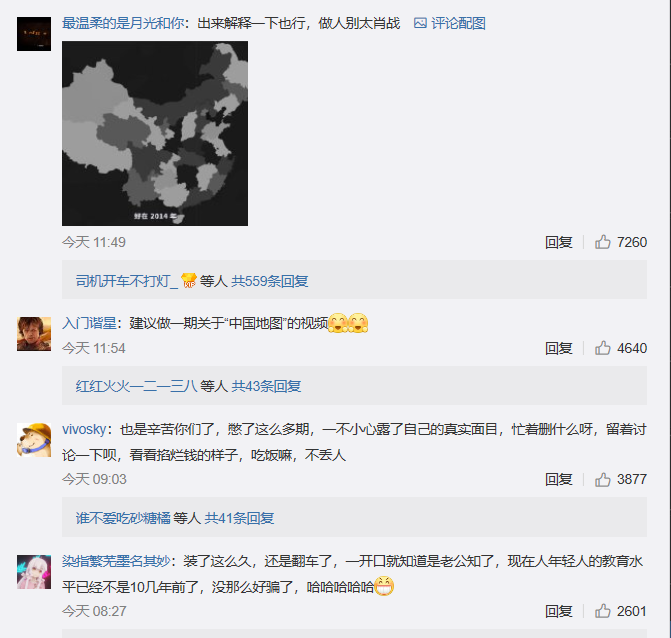 最温柔的是月光和你：出来解释一下也行，做人别太肖战 评论配图
好在 2014 年
今天 11:49 回复 7260
司机开车不打灯_ 等人 共559条回复
入门谐星：建议做一期关于“中国地图”的视频
今天 11:54 回复 4640
红红火火一二一三八 等人 共43条回复
vivosky：也是辛苦你们了，憋了这么多期，一不小心露了自己的真实面目，忙着删什么呀，留着讨
论一下呗，看看掐烂钱的样子，吃饭嘛，不丢人
今天 09:03 回复 3877
谁不爱吃砂糖橘 等人 共41条回复
染指繁芜墨名其妙：装了这么久，还是翻车了，一开口就知道是老公知了，现在人年轻人的教育水
平已经不是10几年前了，没那么好骗了，哈哈哈哈哈
今天 08:27 回复 2601